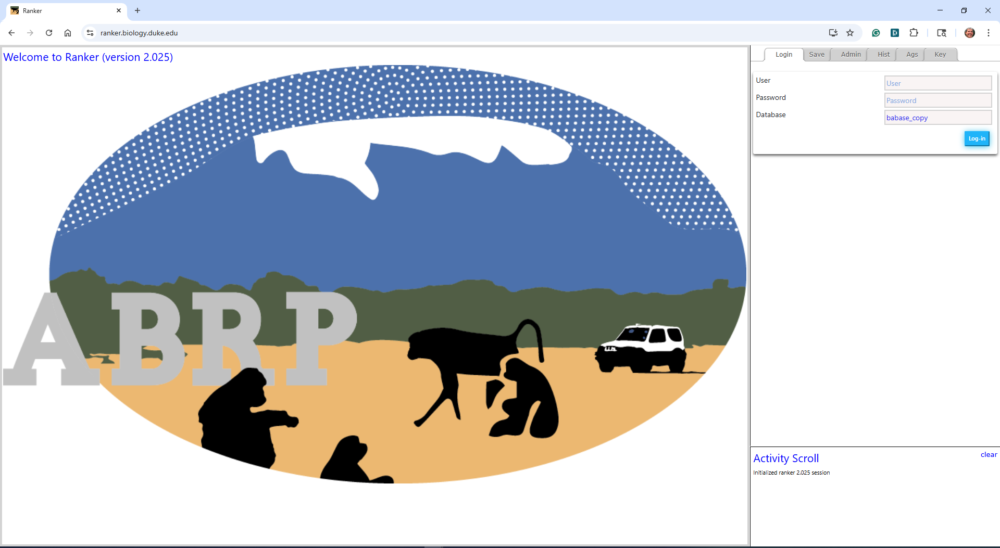 Ranker
ranker.biology.duke.edu
Welcome to Ranker (version 2.025)
Login Save Admin Hist Ags Key
User User
Password Password
Database babase_copy
Log-in
ABRP
Activity Scroll clear
Initialized ranker 2.025 session